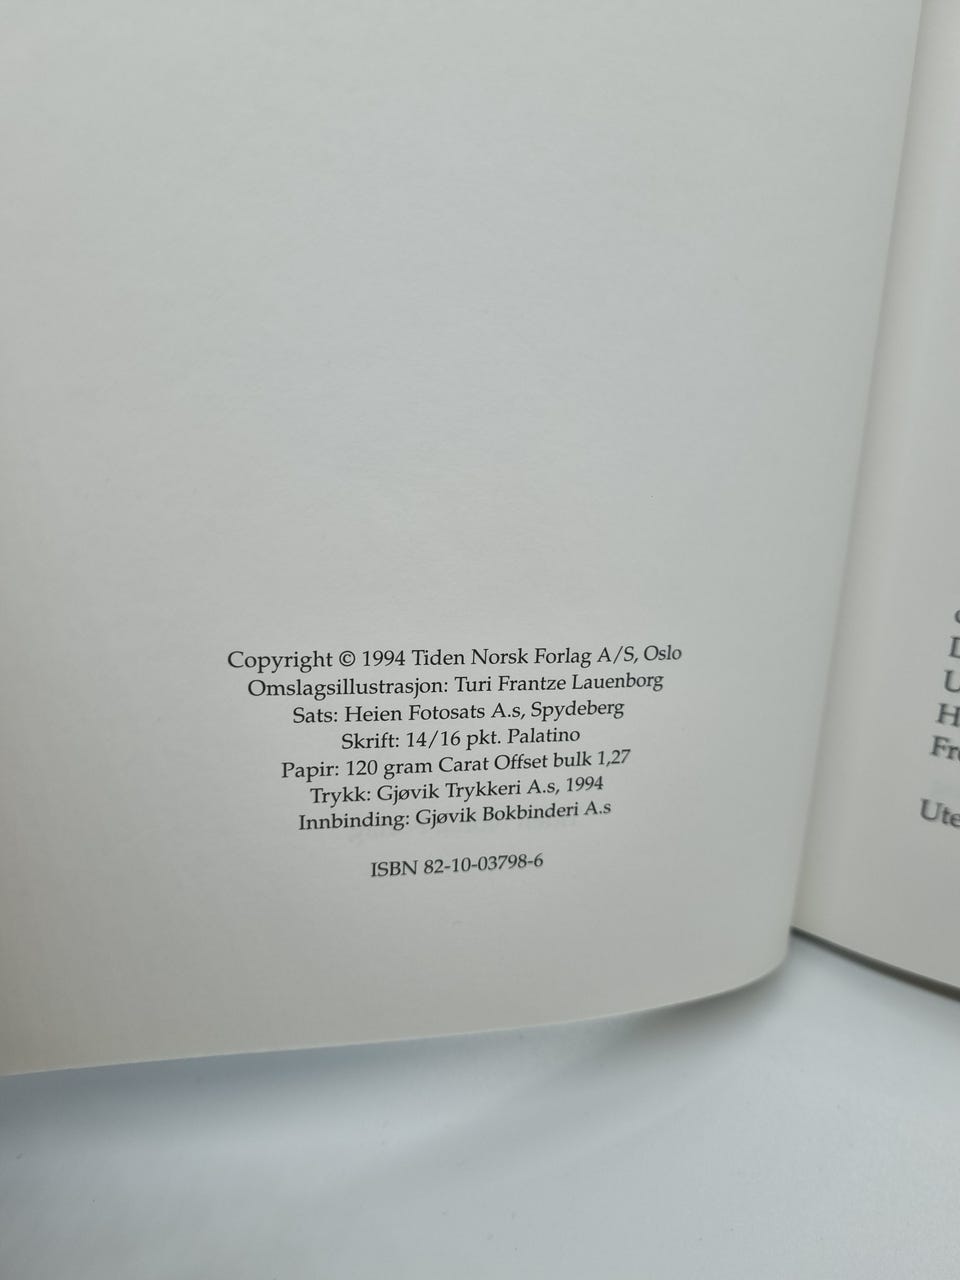 Copyright © 1994 Tiden Norsk Forlag A/S, Oslo
Omslagsillustrasjon: Turi Frantze Lauenborg
Sats: Heien Fotosats A.s, Spydeberg
Skrift: 14/16 pkt. Palatino
Papir: 120 gram Carat Offset bulk 1,27
Trykk: Gjøvik Trykkeri A.s, 1994
Innbinding: Gjøvik Bokbinderi A.s
ISBN 82-10-03798-6